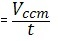 = V_ccm / t